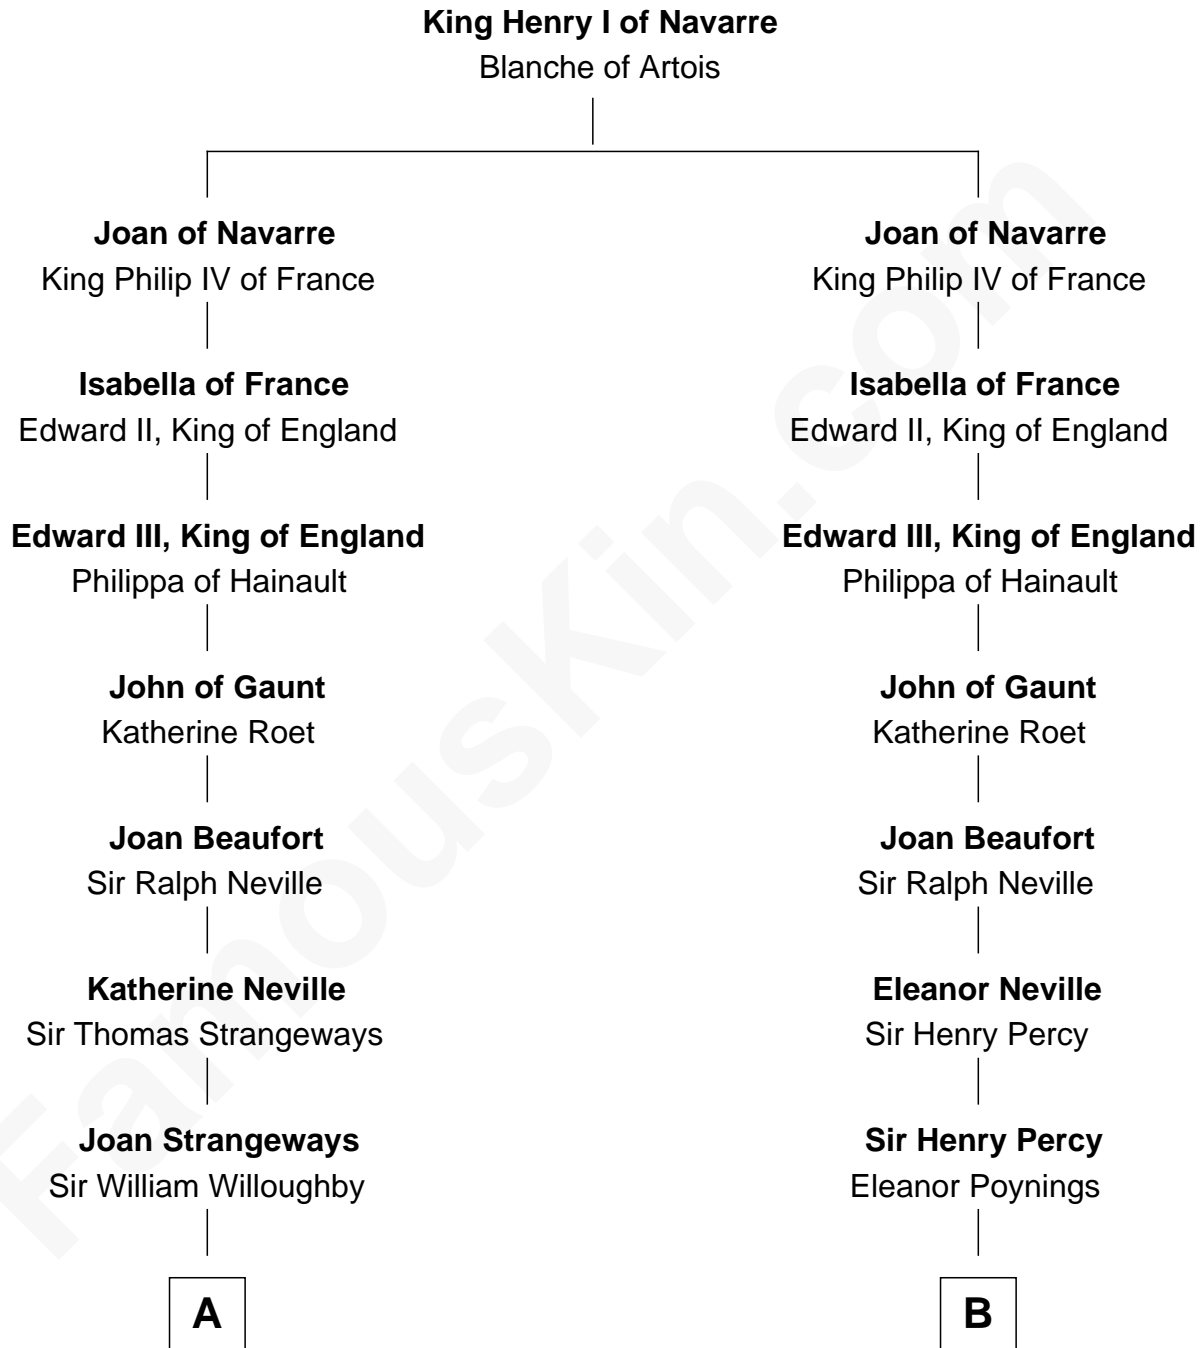 King Henry I of Navarre
Blanche of Artois
Joan of Navarre
King Philip IV of France
Isabella of France
Edward II, King of England
Edward III, King of England
Philippa of Hainault
John of Gaunt
Katherine Roet
Joan Beaufort
Sir Ralph Neville
Katherine Neville
Sir Thomas Strangeways
Joan Strangeways
Sir William Willoughby
A
Joan of Navarre
King Philip IV of France
Isabella of France
Edward II, King of England
Edward III, King of England
Philippa of Hainault
John of Gaunt
Katherine Roet
Joan Beaufort
Sir Ralph Neville
Eleanor Neville
Sir Henry Percy
Sir Henry Percy
Eleanor Poynings
B
FamousKin.com